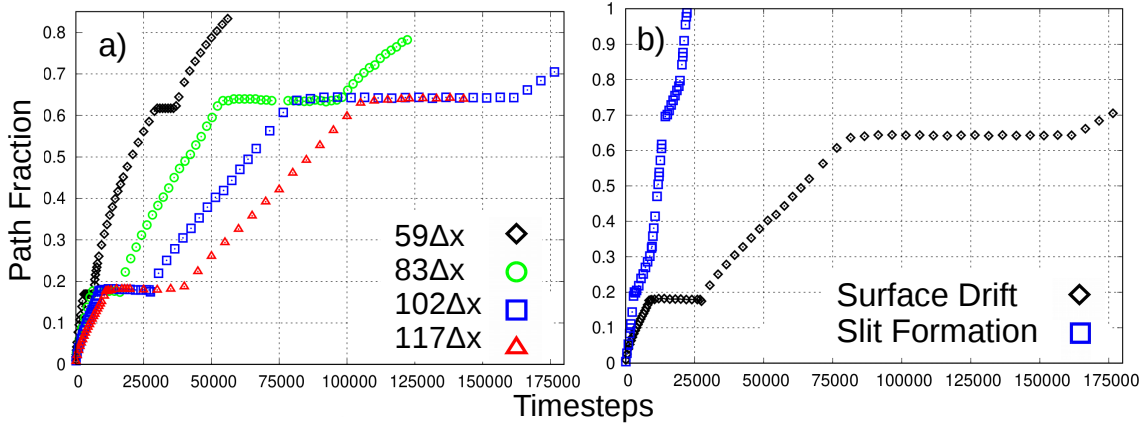 a)
0.8
0.7
0.6
0.5
0.4
0.3
0.2
0.1
0
0 25000 50000 75000 100000 125000 150000 175000
Path Fraction
59Δx
83Δx
102Δx
117Δx
b)
1
0.9
0.8
0.7
0.6
0.5
0.4
0.3
0.2
0.1
0
0 25000 50000 75000 100000 125000 150000 175000
Surface Drift
Slit Formation
Timesteps